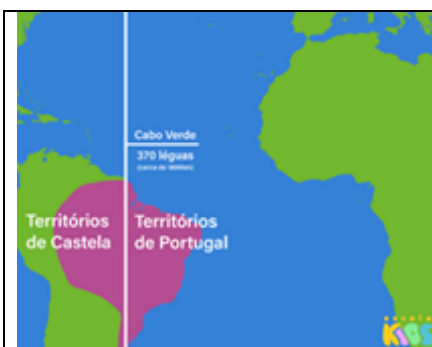 Cabo Verde
370 léguas
Territórios
de Castela
Territórios
de Portugal
KIDS